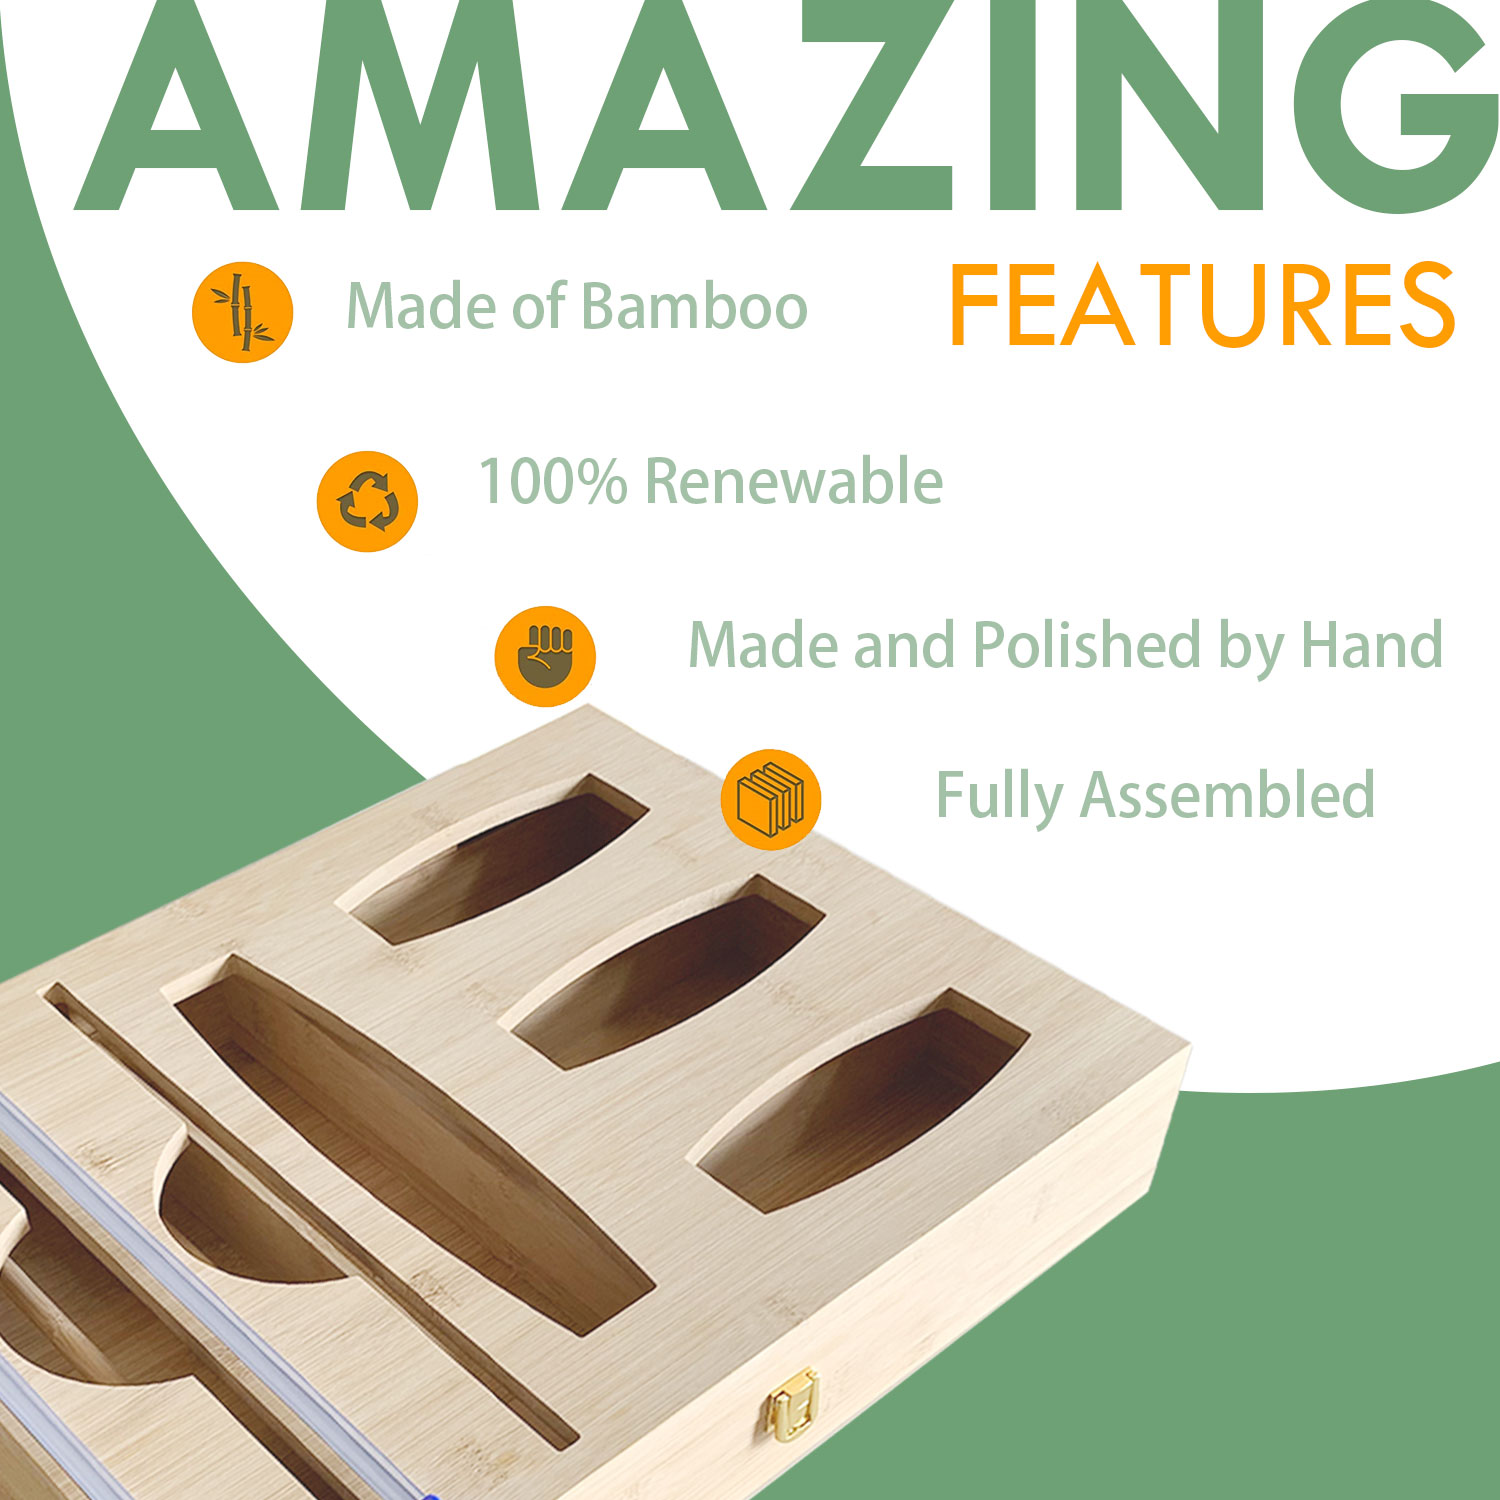 AMAZING
FEATURES
Made of Bamboo
100% Renewable
Made and Polished by Hand
Fully Assembled